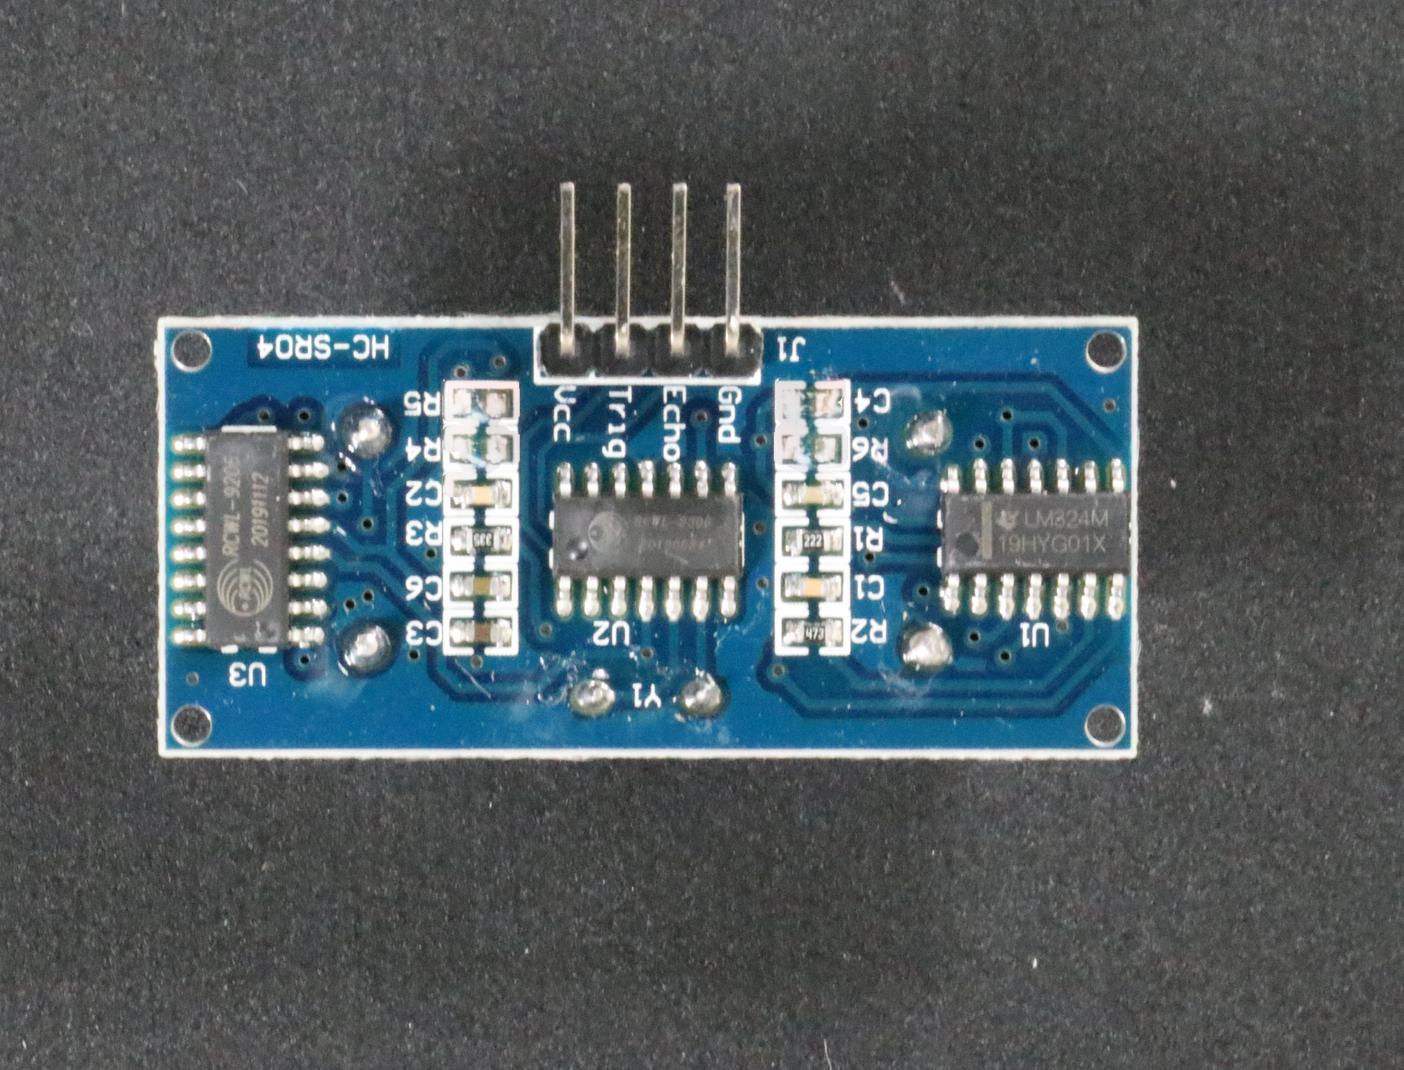 HC-SR04
J1
Vcc
Trig
Echo
Gnd
R5
R4
C2
R3
C6
C3
C4
R6
C5
R1
C1
R2
335
222
473
RCWL-9206
20191112
RCWL
U3
U2
Y1
LM324M
19HYG01X
U1